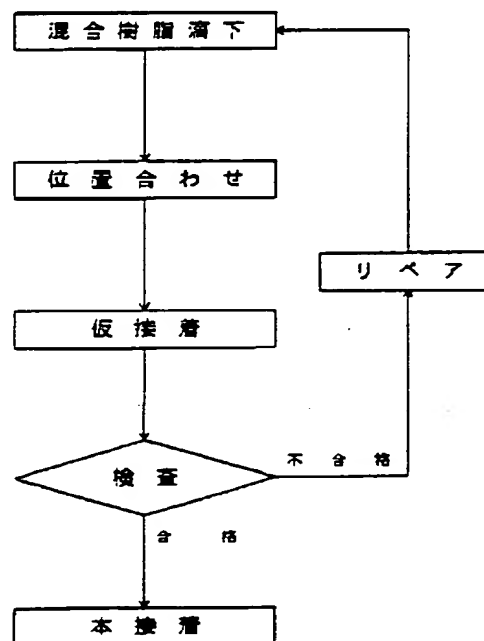 混合樹脂滴下
位置合わせ
リペア
仮接着
検査
不合格
合格
本接着